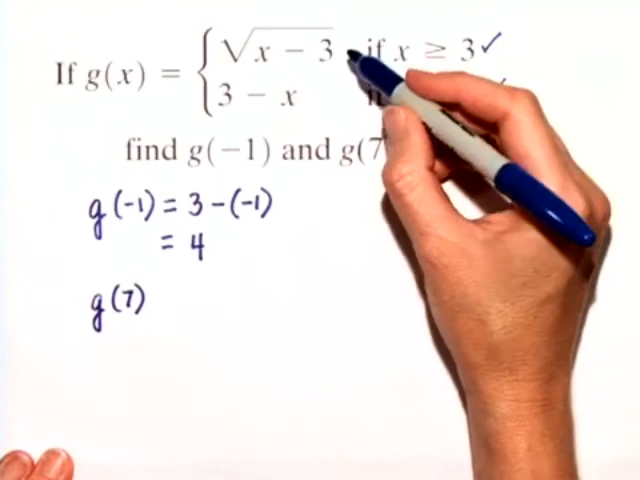 If g(x) = { √x − 3 if x ≥ 3 ✓
3 − x
find g(−1) and g(7
g(-1) = 3 - (-1)
= 4
g(7)